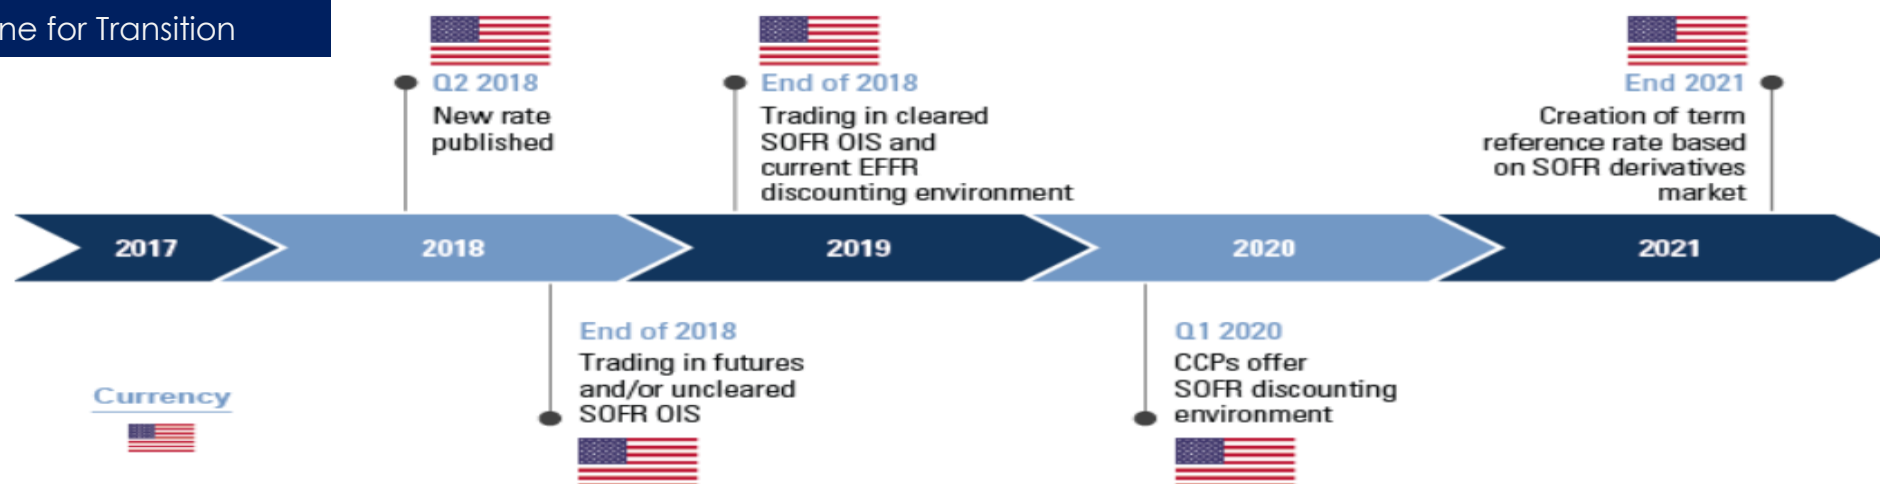 ne for Transition
Q2 2018
New rate
published
End of 2018
Trading in cleared
SOFR OIS and
current EFFR
discounting environment
End 2021
Creation of term
reference rate based
on SOFR derivatives
market
2017
2018
2019
2020
2021
End of 2018
Trading in futures
and/or uncleared
SOFR OIS
Q1 2020
CCPs offer
SOFR discounting
environment
Currency